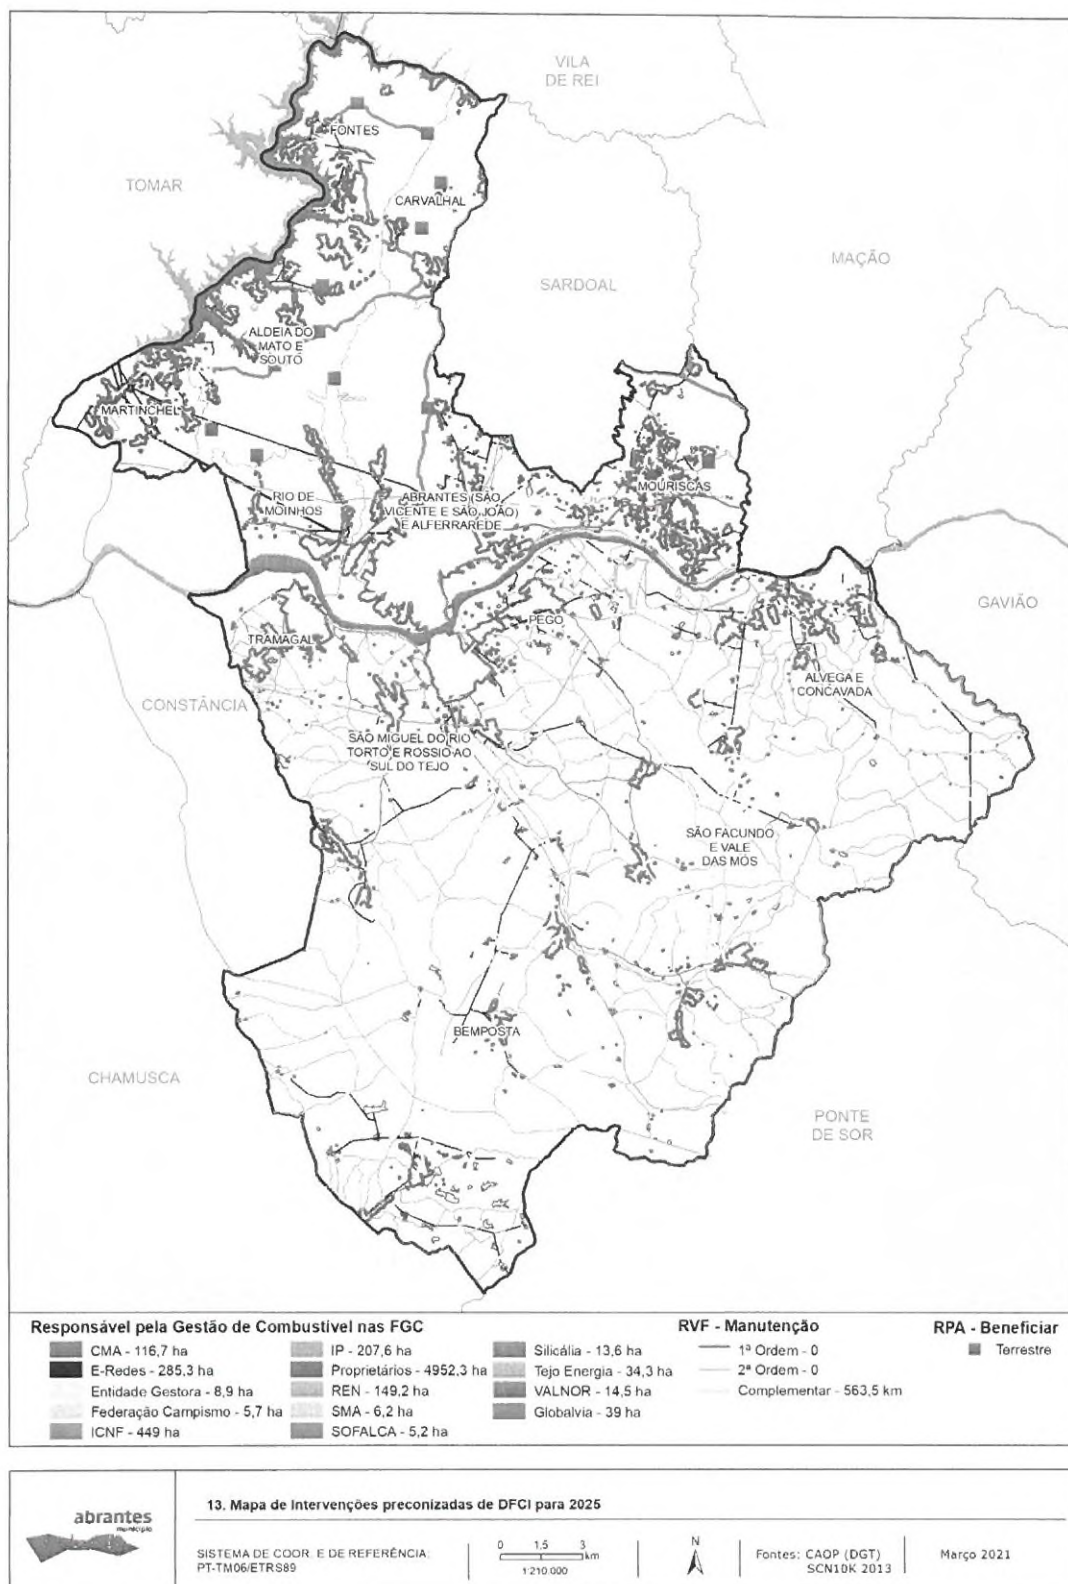 VILA
DE REI
FONTES
TOMAR
CARVALHAL
MAÇÃO
SARDOAL
ALDEIA DO
MATO E
SOUTO
MARTINCHEL
MOURISCAS
RIO DE
MOINHOS
ABRANTES (SÃO
VICENTE E SÃO JOÃO)
E ALFERRAREDE
GAVIÃO
PEGO
TRAMAGAL
ALVEGA E
CONCAVADA
CONSTÂNCIA
SÃO MIGUEL DO RIO
TORTO E ROSSIO AO
SUL DO TEJO
SÃO FACUNDO
E VALE
DAS MÓS
BEMPOSTA
CHAMUSCA
PONTE
DE SOR
Responsável pela Gestão de Combustível nas FGC
CMA - 116,7 ha
E-Redes - 285,3 ha
Entidade Gestora - 8,9 ha
Federação Campismo - 5,7 ha
ICNF - 449 ha
IP - 207,6 ha
Proprietários - 4952,3 ha
REN - 149,2 ha
SMA - 6,2 ha
SOFALCA - 5,2 ha
Silicália - 13,6 ha
Tejo Energia - 34,3 ha
VALNOR - 14,5 ha
Globalvia - 39 ha
RVF - Manutenção
1ª Ordem - 0
2ª Ordem - 0
Complementar - 563,5 km
RPA - Beneficiar
Terrestre
abrantes
município
13. Mapa de Intervenções preconizadas de DFCI para 2025
SISTEMA DE COOR. E DE REFERÊNCIA:
PT-TM06/ETRS89
0 1,5 3
km
1:210.000
N
Fontes: CAOP (DGT)
SCN10K 2013
Março 2021